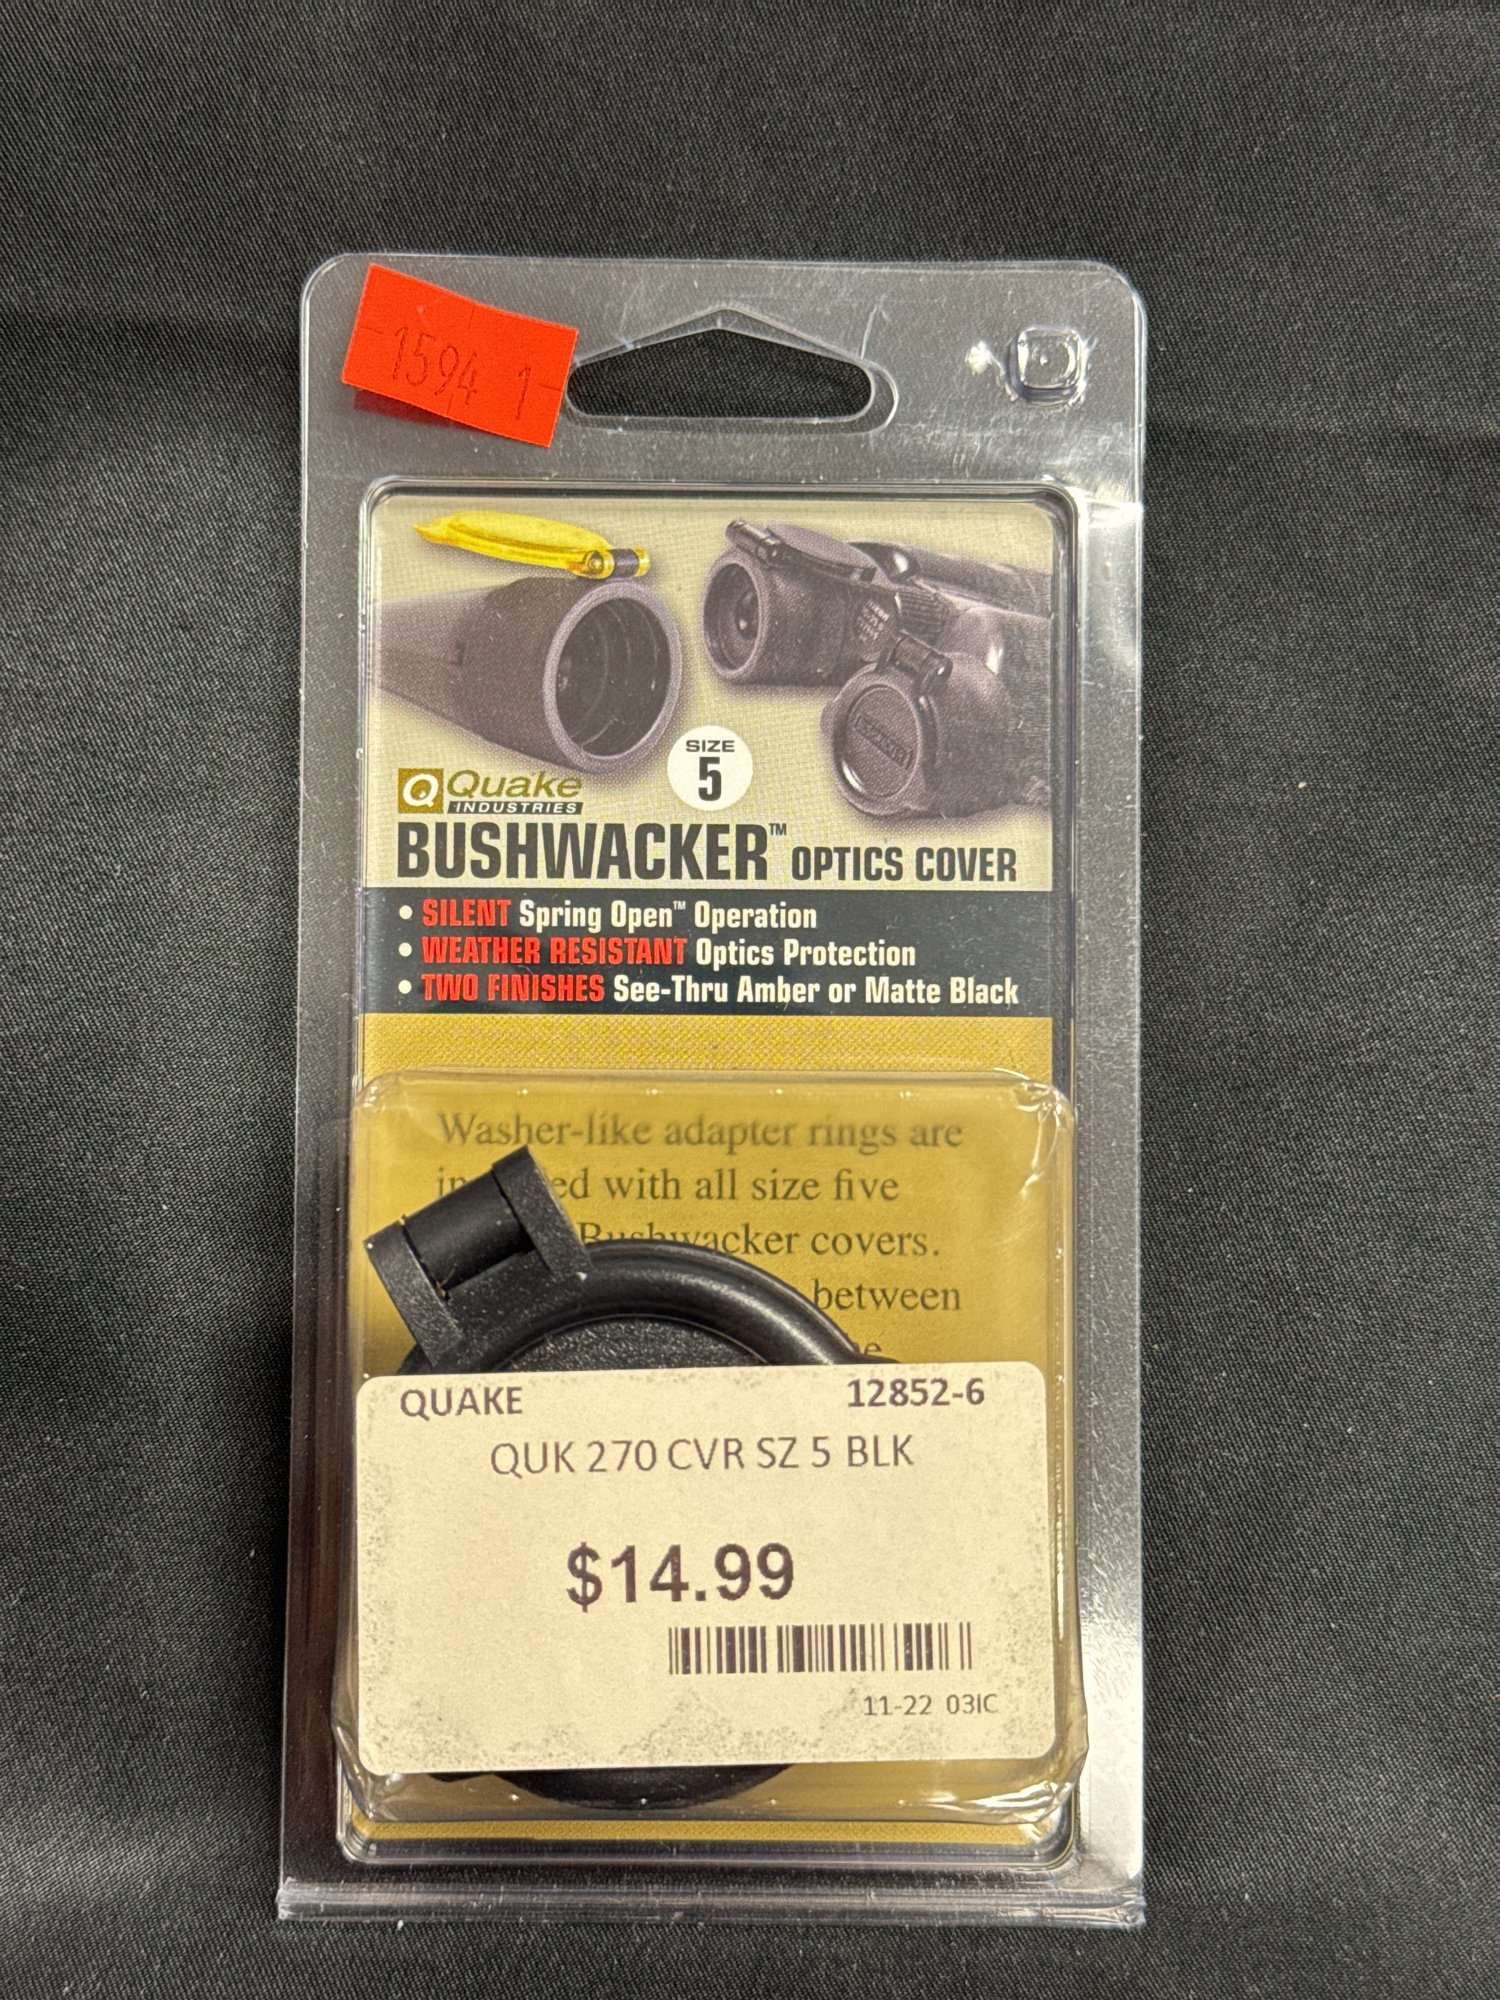 1594 1
SIZE
5
Q Quake
INDUSTRIES
BUSHWACKER™ OPTICS COVER
• SILENT Spring Open™ Operation
• WEATHER RESISTANT Optics Protection
• TWO FINISHES See-Thru Amber or Matte Black
Washer-like adapter rings are
with all size five
Bushwacker covers.
between
QUAKE 12852-6
QUK 270 CVR SZ 5 BLK
$14.99
11-22 03IC